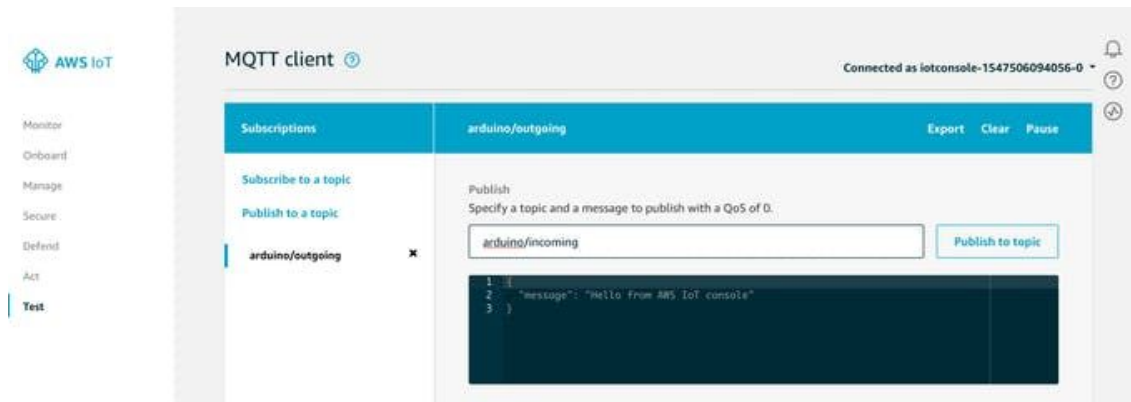 AWS IoT
Monitor
Onboard
Manage
Secure
Defend
Act
Test
MQTT client ?
Connected as iotconsole-1547506094056-0
Subscriptions
Subscribe to a topic
Publish to a topic
arduino/outgoing
arduino/outgoing
Export Clear Pause
Publish
Specify a topic and a message to publish with a QoS of 0.
arduino/incoming
Publish to topic
1 {
2 "message": "Hello from AWS IoT console"
3 }